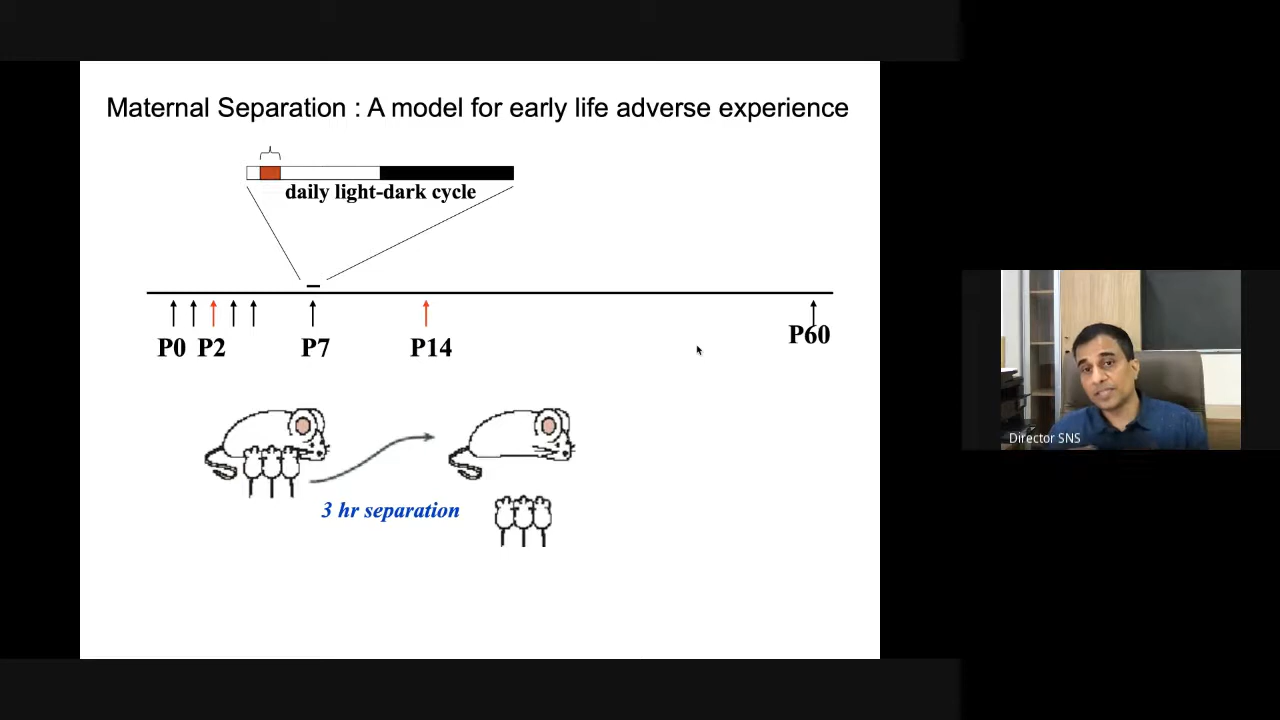 Maternal Separation : A model for early life adverse experience
daily light-dark cycle
P0 P2 P7 P14 P60
3 hr separation
Director SNS